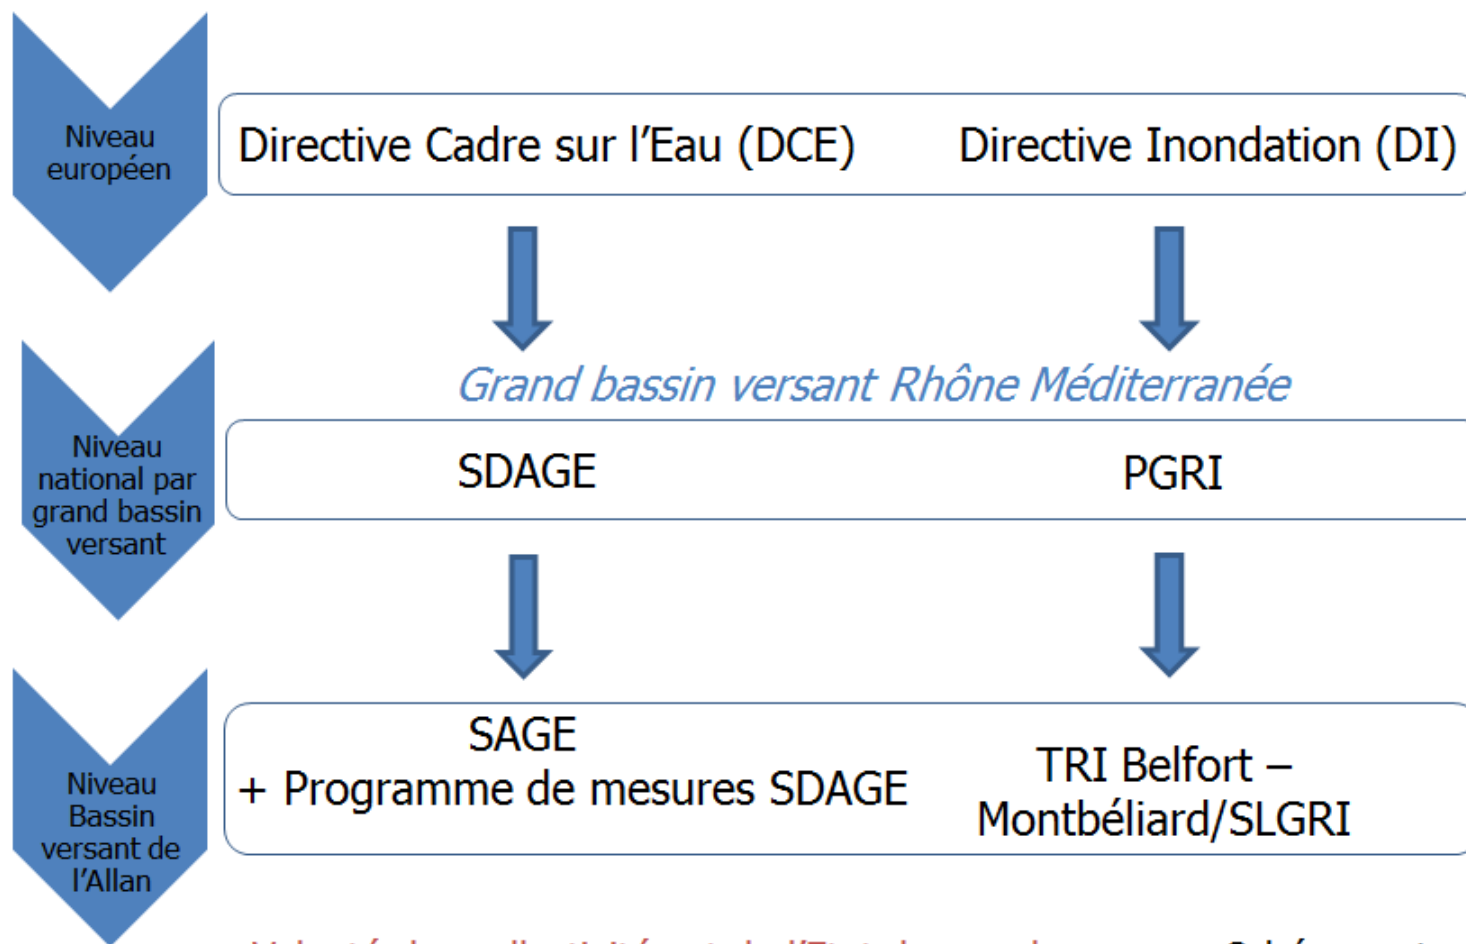 Niveau
européen
Directive Cadre sur l'Eau (DCE)
Directive Inondation (DI)
Grand bassin versant Rhône Méditerranée
Niveau
national par
grand bassin
versant
SDAGE
PGRI
Niveau
Bassin
versant de
l'Allan
SAGE
+ Programme de mesures SDAGE
TRI Belfort –
Montbéliard/SLGRI